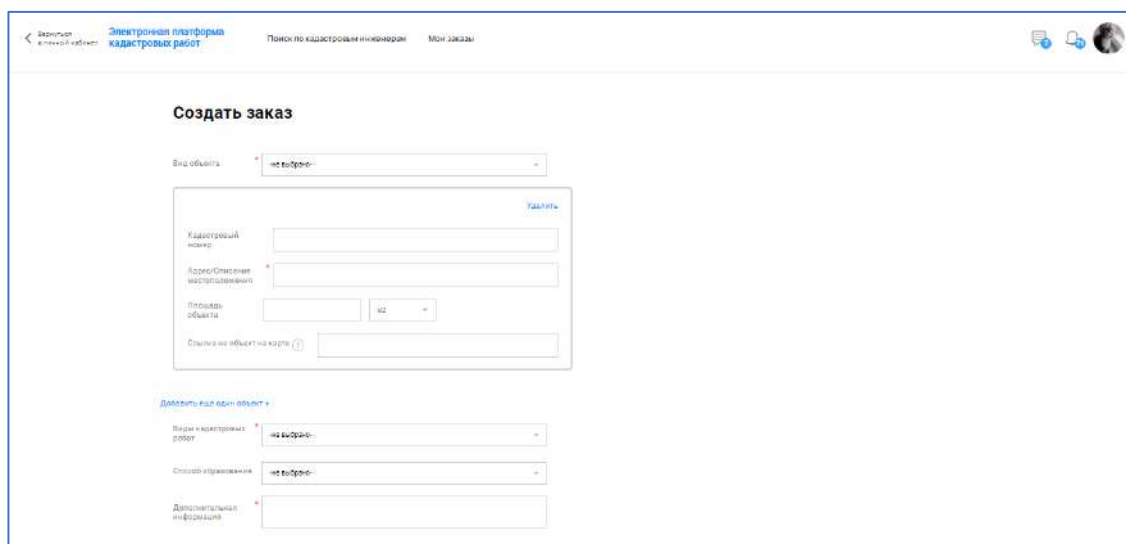 Вернуться
в личный кабинет
Электронная платформа
кадастровых работ
Поиск по кадастровым инженерам
Мои заказы
Создать заказ
Вид объекта *
-не выбрано-
Удалить
Кадастровый
номер
Адрес/Описание *
местоположения
Площадь
объекта
м2
Ссылка на объект на карте ?
Добавить еще один объект +
Виды кадастровых *
работ
-не выбрано-
Способ образования
-не выбрано-
Дополнительная *
информация